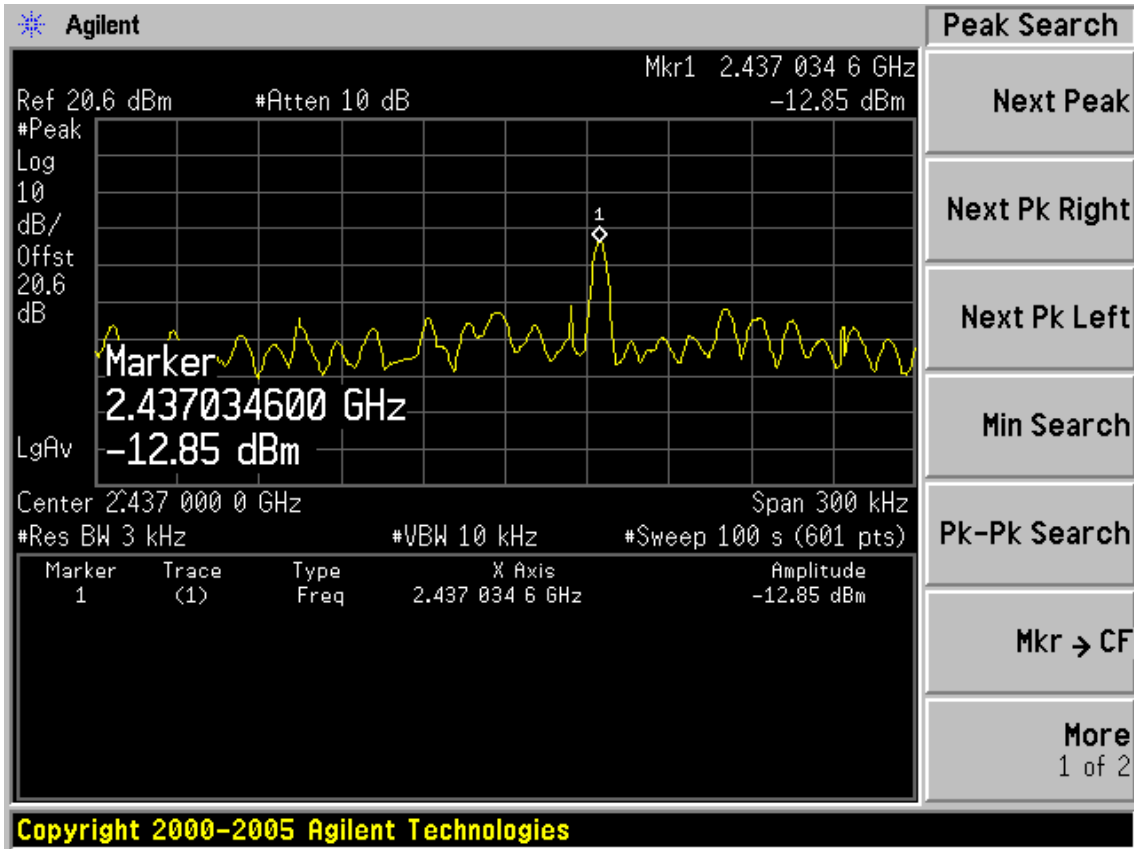 Agilent
Peak Search
Mkr1 2.437 034 6 GHz
Ref 20.6 dBm #Atten 10 dB -12.85 dBm
#Peak
Log
10
dB/
Offst
20.6
dB
1
Marker
2.437034600 GHz
-12.85 dBm
LgAv
Center 2.437 000 0 GHz Span 300 kHz
#Res BW 3 kHz #VBW 10 kHz #Sweep 100 s (601 pts)
Marker Trace Type X Axis Amplitude
1 (1) Freq 2.437 034 6 GHz -12.85 dBm
Next Peak
Next Pk Right
Next Pk Left
Min Search
Pk-Pk Search
Mkr → CF
More
1 of 2
Copyright 2000-2005 Agilent Technologies